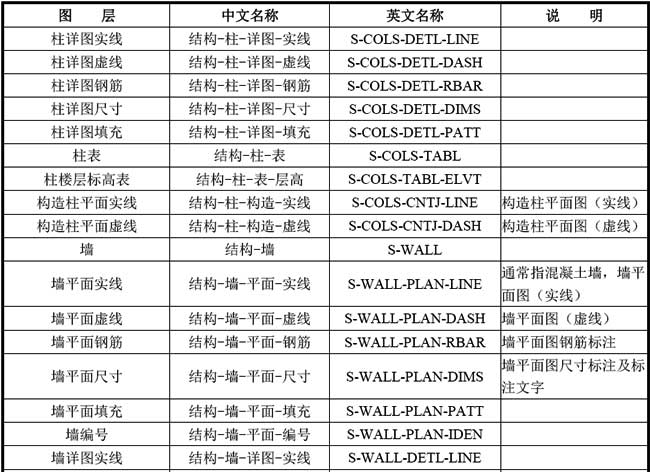 图 层 中文名称 英文名称 说 明
柱详图实线 结构-柱-详图-实线 S-COLS-DETL-LINE
柱详图虚线 结构-柱-详图-虚线 S-COLS-DETL-DASH
柱详图钢筋 结构-柱-详图-钢筋 S-COLS-DETL-RBAR
柱详图尺寸 结构-柱-详图-尺寸 S-COLS-DETL-DIMS
柱详图填充 结构-柱-详图-填充 S-COLS-DETL-PATT
柱表 结构-柱-表 S-COLS-TABL
柱楼层标高表 结构-柱-表-层高 S-COLS-TABL-ELVT
构造柱平面实线 结构-柱-构造-实线 S-COLS-CNTJ-LINE 构造柱平面图（实线）
构造柱平面虚线 结构-柱-构造-虚线 S-COLS-CNTJ-DASH 构造柱平面图（虚线）
墙 结构-墙 S-WALL
墙平面实线 结构-墙-平面-实线 S-WALL-PLAN-LINE 通常指混凝土墙，墙平
面图（实线）
墙平面虚线 结构-墙-平面-虚线 S-WALL-PLAN-DASH 墙平面图（虚线）
墙平面钢筋 结构-墙-平面-钢筋 S-WALL-PLAN-RBAR 墙平面图钢筋标注
墙平面尺寸 结构-墙-平面-尺寸 S-WALL-PLAN-DIMS 墙平面图尺寸标注及标
注文字
墙平面填充 结构-墙-平面-填充 S-WALL-PLAN-PATT
墙编号 结构-墙-平面-编号 S-WALL-PLAN-IDEN
墙详图实线 结构-墙-详图-实线 S-WALL-DETL-LINE